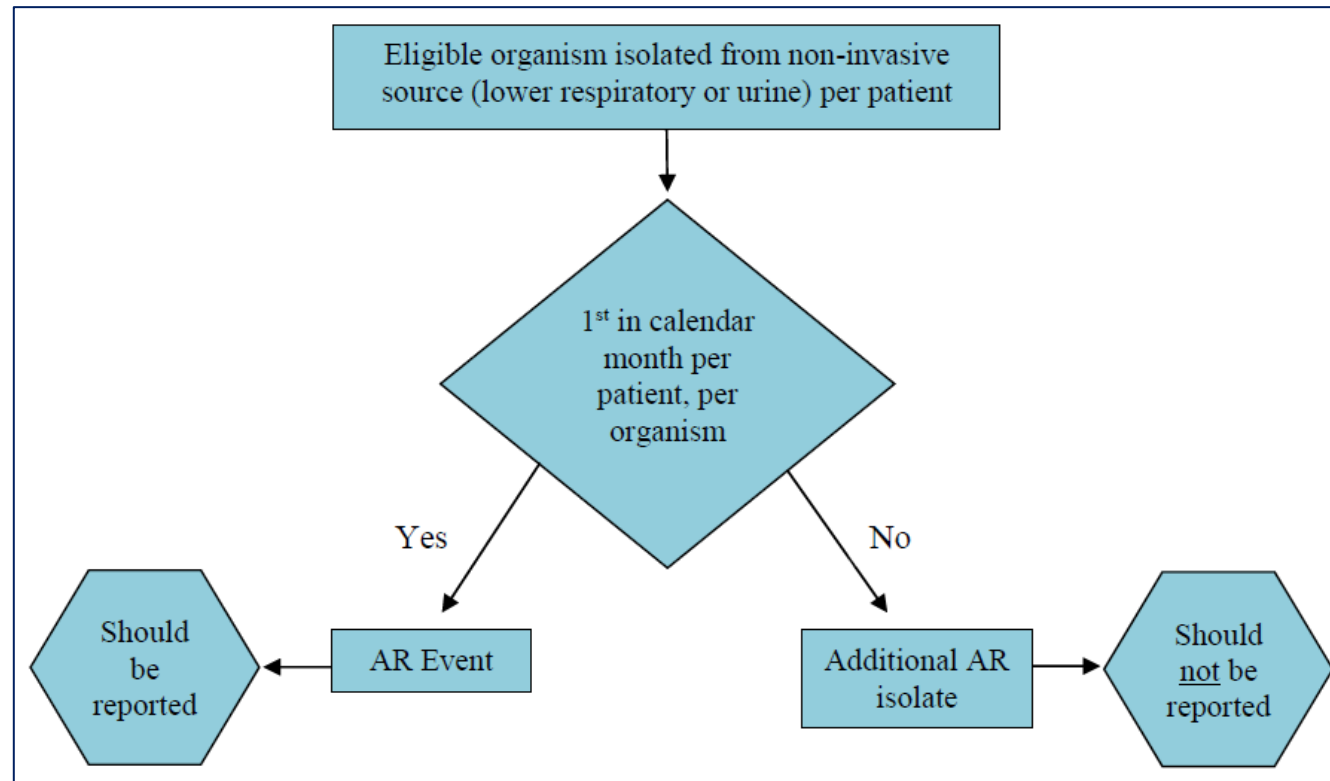 Eligible organism isolated from non-invasive
source (lower respiratory or urine) per patient
1st in calendar
month per
patient, per
organism
Yes
No
Should
be
reported
AR Event
Additional AR
isolate
Should
not be
reported